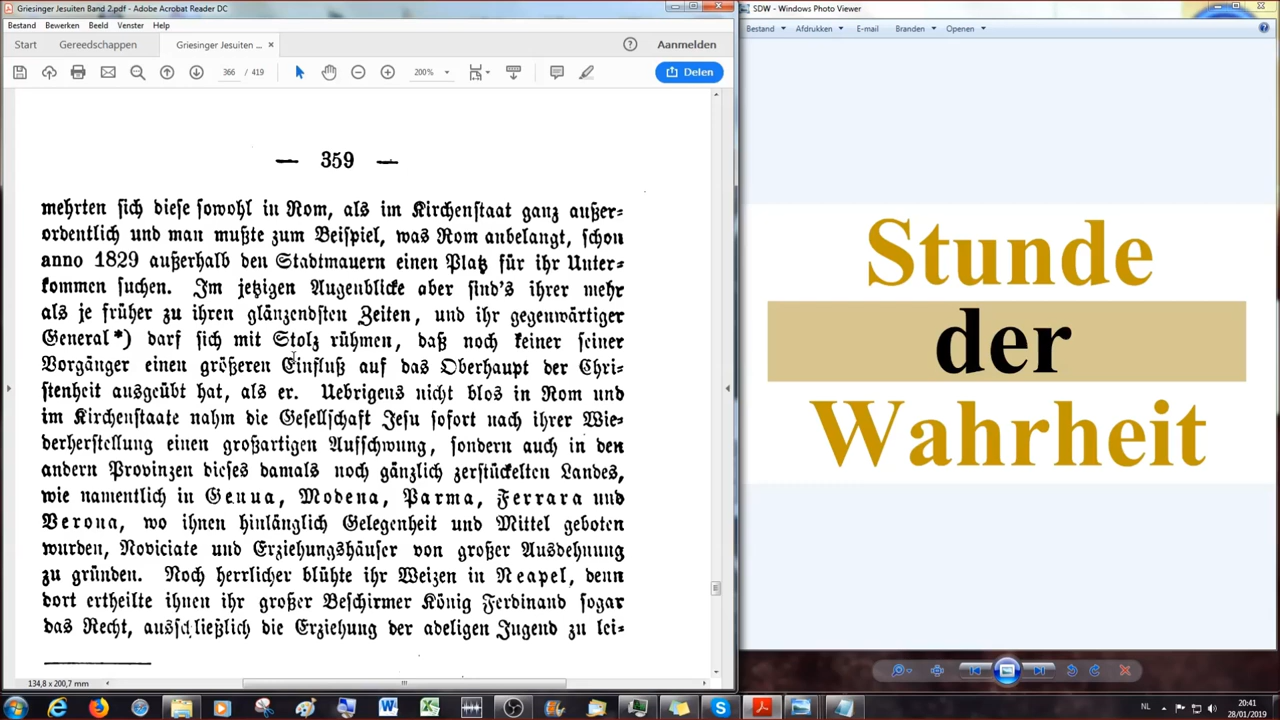 Griesinger Jesuiten Band 2.pdf - Adobe Acrobat Reader DC
Bestand Bewerken Beeld Venster Help
Start Gereedschappen Griesinger Jesuiten ... × Aanmelden
366 / 419 200% Delen
— 359 —
mehrten sich diese sowohl in Rom, als im Kirchenstaat ganz außer=
ordentlich und man mußte zum Beispiel, was Rom anbelangt, schon
anno 1829 außerhalb den Stadtmauern einen Platz für ihr Unter=
kommen suchen. Im jetzigen Augenblicke aber sind's ihrer mehr
als je früher zu ihren glänzendsten Zeiten, und ihr gegenwärtiger
General*) darf sich mit Stolz rühmen, daß noch keiner seiner
Vorgänger einen größeren Einfluß auf das Oberhaupt der Chri=
stenheit ausgeübt hat, als er. Uebrigens nicht blos in Rom und
im Kirchenstaate nahm die Gesellschaft Jesu sofort nach ihrer Wie=
derherstellung einen großartigen Aufschwung, sondern auch in den
andern Provinzen dieses damals noch gänzlich zerstückelten Landes,
wie namentlich in Genua, Modena, Parma, Ferrara und
Verona, wo ihnen hinlänglich Gelegenheit und Mittel geboten
wurden, Noviciate und Erziehungshäuser von großer Ausdehnung
zu gründen. Noch herrlicher blühte ihr Weizen in Neapel, denn
dort ertheilte ihnen ihr großer Beschirmer König Ferdinand sogar
das Recht, ausschließlich die Erziehung der adeligen Jugend zu lei=
134,8 x 200,7 mm
SDW - Windows Photo Viewer
Bestand Afdrukken E-mail Branden Openen
Stunde
der
Wahrheit
NL 20:41
28/01/2019